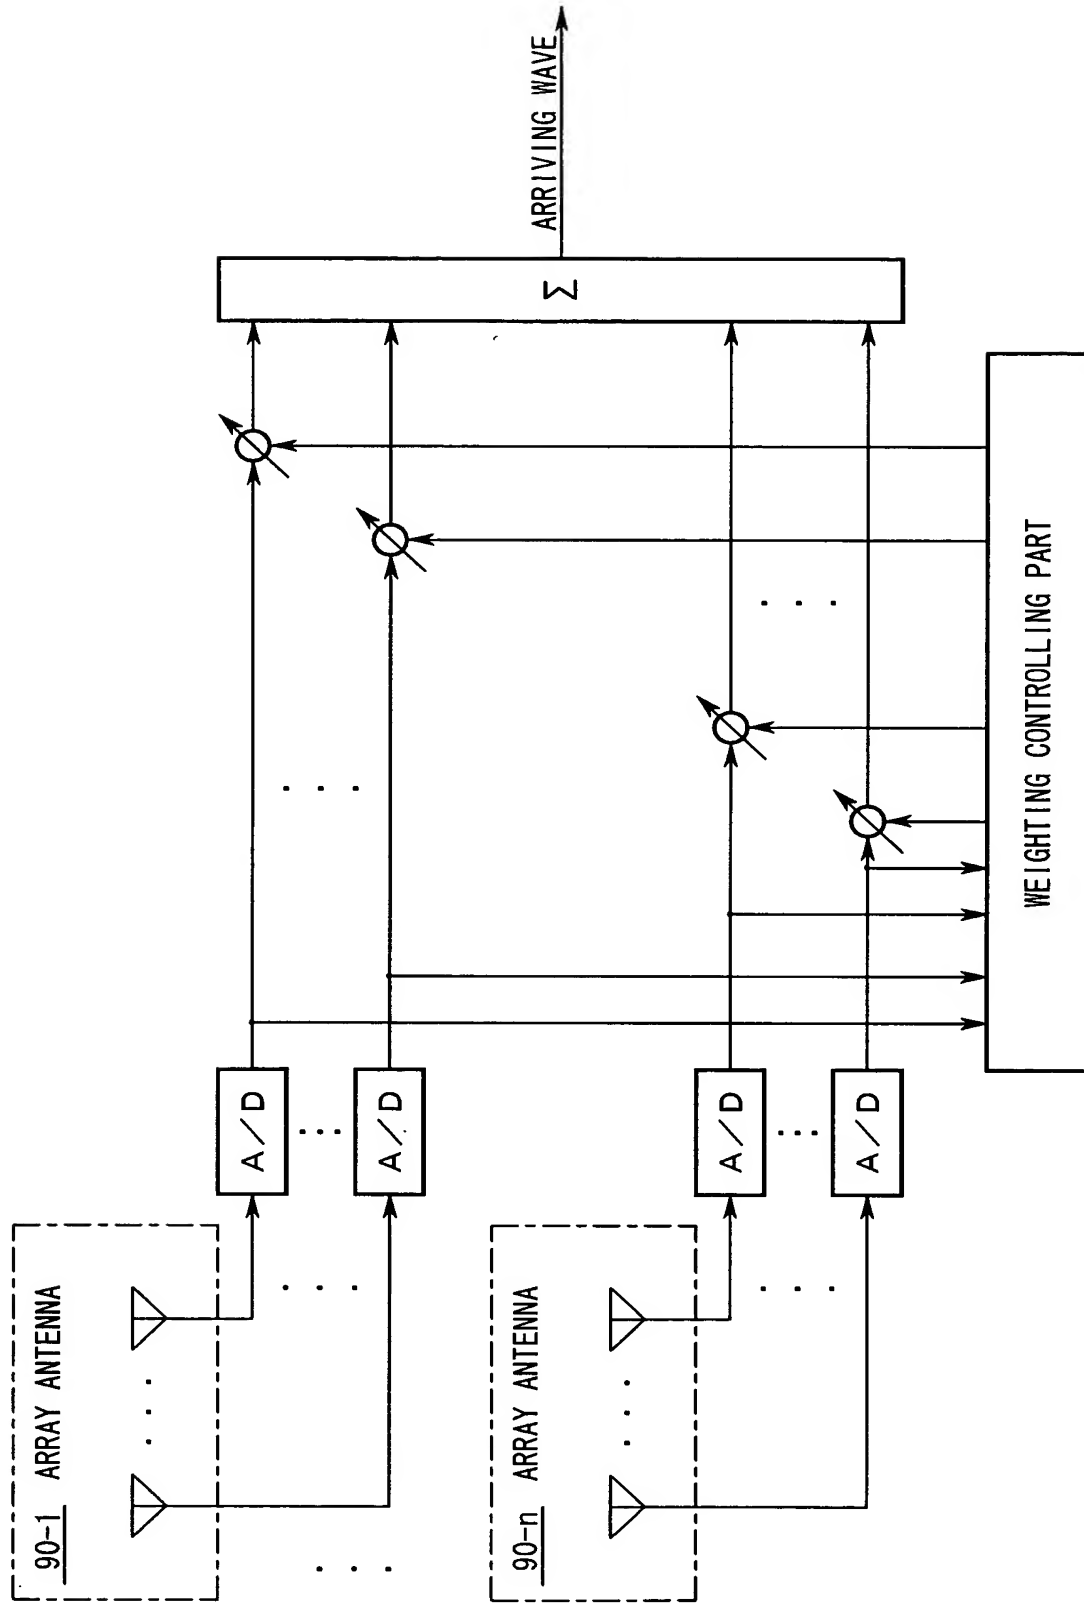 90-1 ARRAY ANTENNA
90-n ARRAY ANTENNA
A/D
A/D
A/D
A/D
WEIGHTING CONTROLLING PART
Σ
ARRIVING WAVE